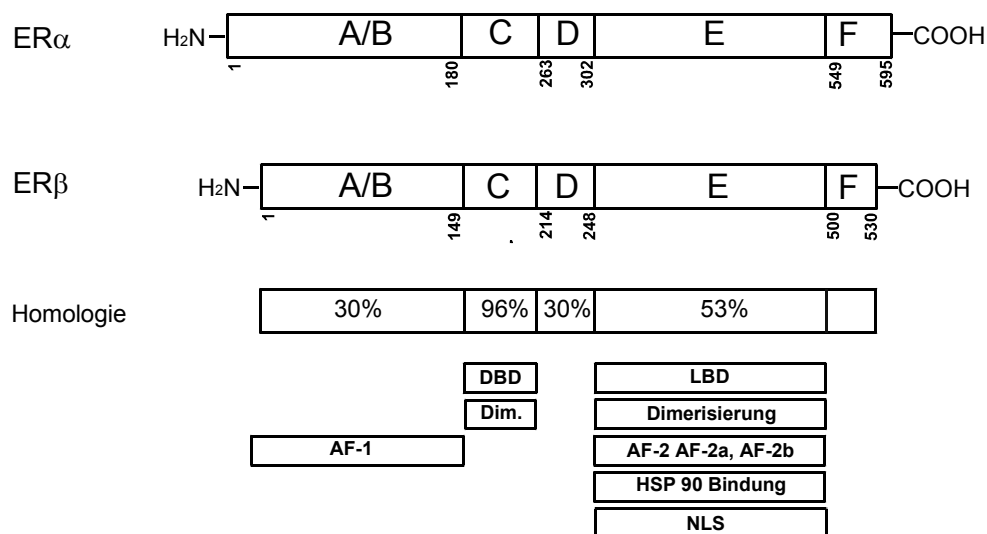 ERα H₂N A/B C D E F COOH
1 180 263 302 549 595
ERβ H₂N A/B C D E F COOH
1 149 214 248 500 530
Homologie 30% 96% 30% 53%
DBD LBD
Dim. Dimerisierung
AF-1 AF-2 AF-2a, AF-2b
HSP 90 Bindung
NLS